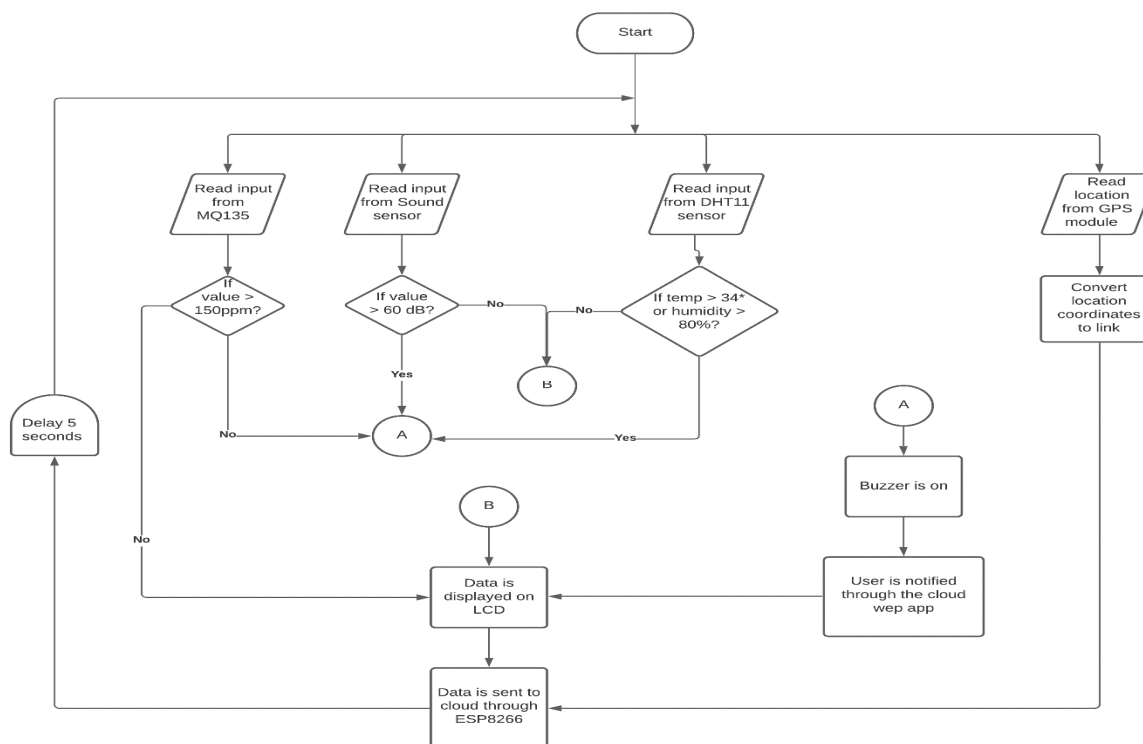 Start
Read input
from
MQ135
Read input
from Sound
sensor
Read input
from DHT11
sensor
Read
location
from GPS
module
If
value >
150ppm?
If value
> 60 dB?
No
No
If temp > 34*
or humidity >
80%?
Convert
location
coordinates
to link
Yes
B
Delay 5
seconds
No
A
Yes
A
Buzzer is on
B
No
Data is
displayed on
LCD
User is notified
through the cloud
wep app
Data is sent to
cloud through
ESP8266